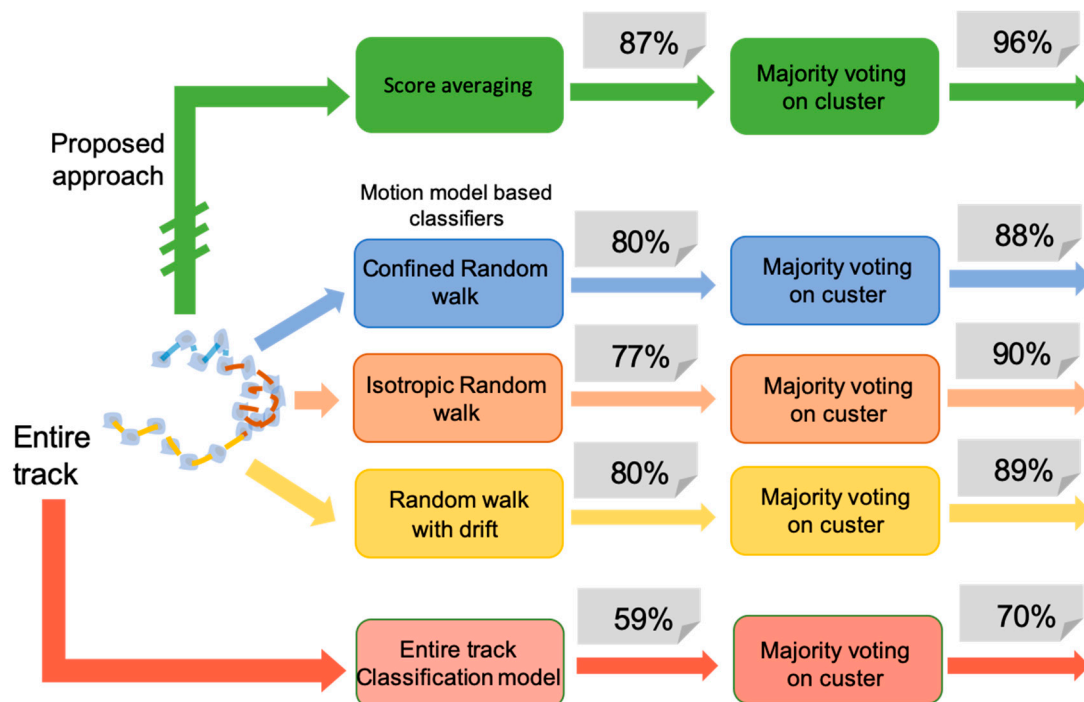 87%
96%
Score averaging
Majority voting
on cluster
Proposed
approach
Motion model based
classifiers
80%
88%
Confined Random
walk
Majority voting
on custer
77%
90%
Isotropic Random
walk
Majority voting
on custer
Entire
track
80%
89%
Random walk
with drift
Majority voting
on custer
59%
70%
Entire track
Classification model
Majority voting
on custer